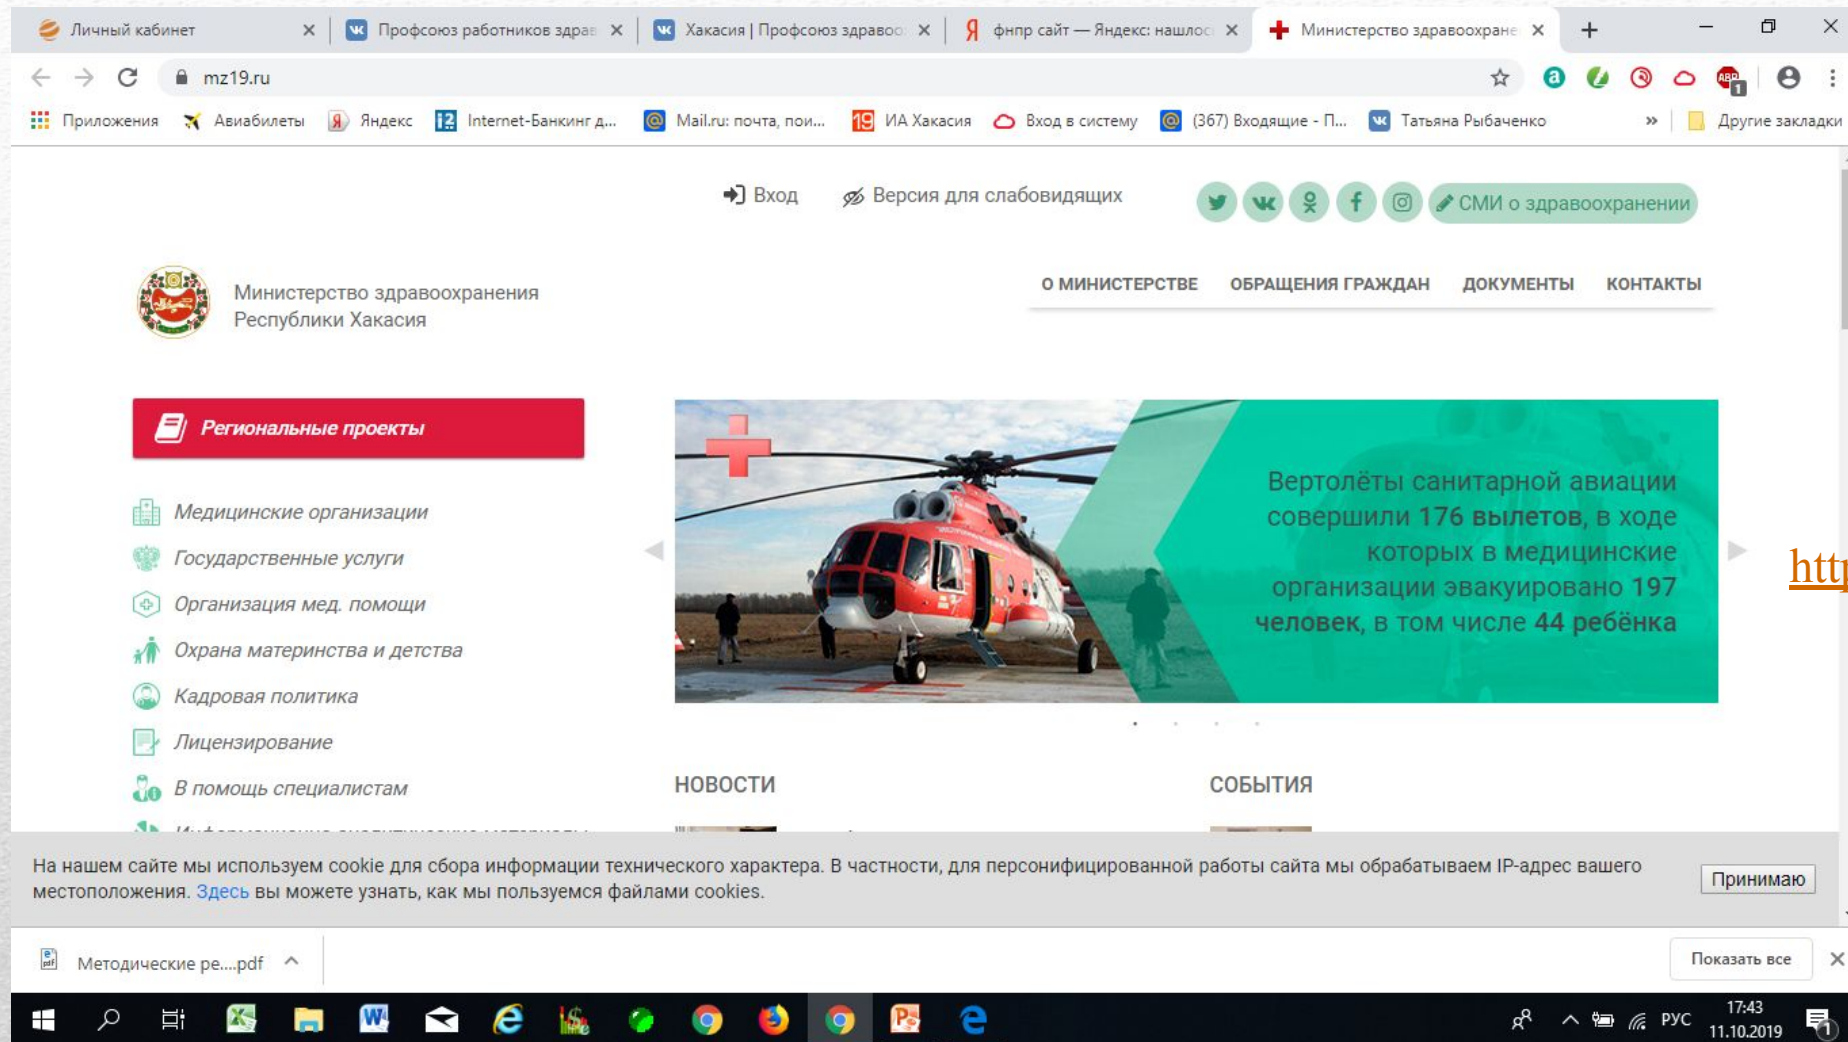 Личный кабинет
Профсоюз работников здрав
Хакасия | Профсоюз здравоо
фнпр сайт — Яндекс: нашлос
Министерство здравоохране
mz19.ru
ABP
1
Приложения
Авиабилеты
Яндекс
Internet-Банкинг д...
Mail.ru: почта, пои...
19
ИА Хакасия
Вход в систему
(367) Входящие - П...
Татьяна Рыбаченко
»
Другие закладки
Вход
Версия для слабовидящих
СМИ о здравоохранении
Министерство здравоохранения
Республики Хакасия
О МИНИСТЕРСТВЕ
ОБРАЩЕНИЯ ГРАЖДАН
ДОКУМЕНТЫ
КОНТАКТЫ
Региональные проекты
Медицинские организации
Государственные услуги
Организация мед. помощи
Охрана материнства и детства
Кадровая политика
Лицензирование
В помощь специалистам
Вертолёты санитарной авиации
совершили 176 вылетов, в ходе
которых в медицинские
организации эвакуировано 197
человек, в том числе 44 ребёнка
http
НОВОСТИ
СОБЫТИЯ
На нашем сайте мы используем cookie для сбора информации технического характера. В частности, для персонифицированной работы сайта мы обрабатываем IP-адрес вашего
местоположения. Здесь вы можете узнать, как мы пользуемся файлами cookies.
Принимаю
Методические ре....pdf
Показать все
РУС
17:43
11.10.2019
1